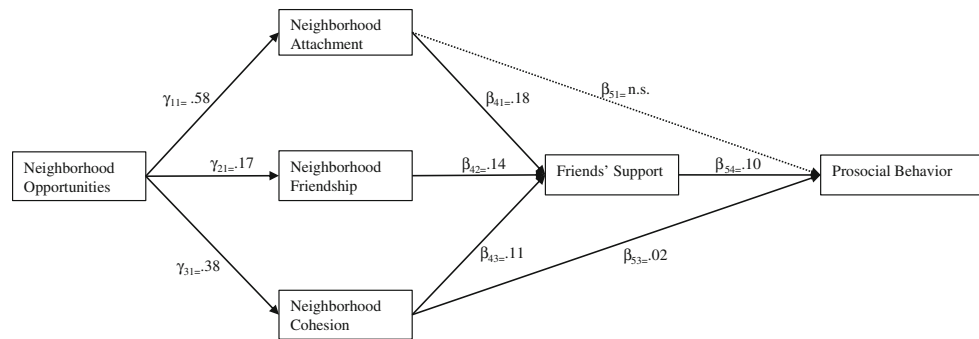 Neighborhood
Attachment
γ11= .58
β41=.18
β51= n.s.
Neighborhood
Opportunities
γ21=.17
Neighborhood
Friendship
β42=.14
Friends' Support
β54=.10
Prosocial Behavior
γ31=.38
β43=.11
β53=.02
Neighborhood
Cohesion